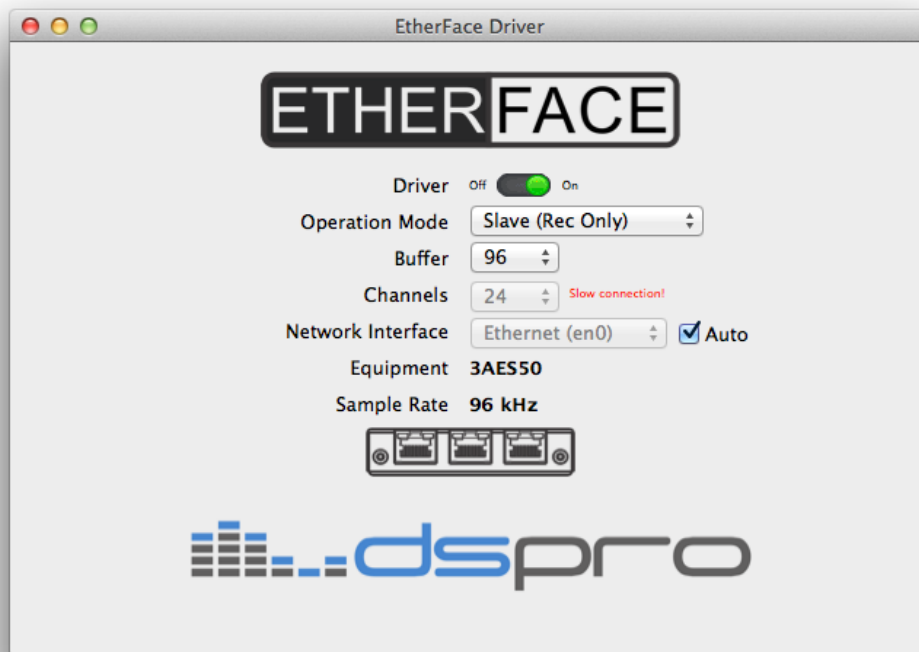 EtherFace Driver
ETHERFACE
Driver Off On
Operation Mode Slave (Rec Only)
Buffer 96
Channels 24 Slow connection!
Network Interface Ethernet (en0) Auto
Equipment 3AES50
Sample Rate 96 kHz
dspro